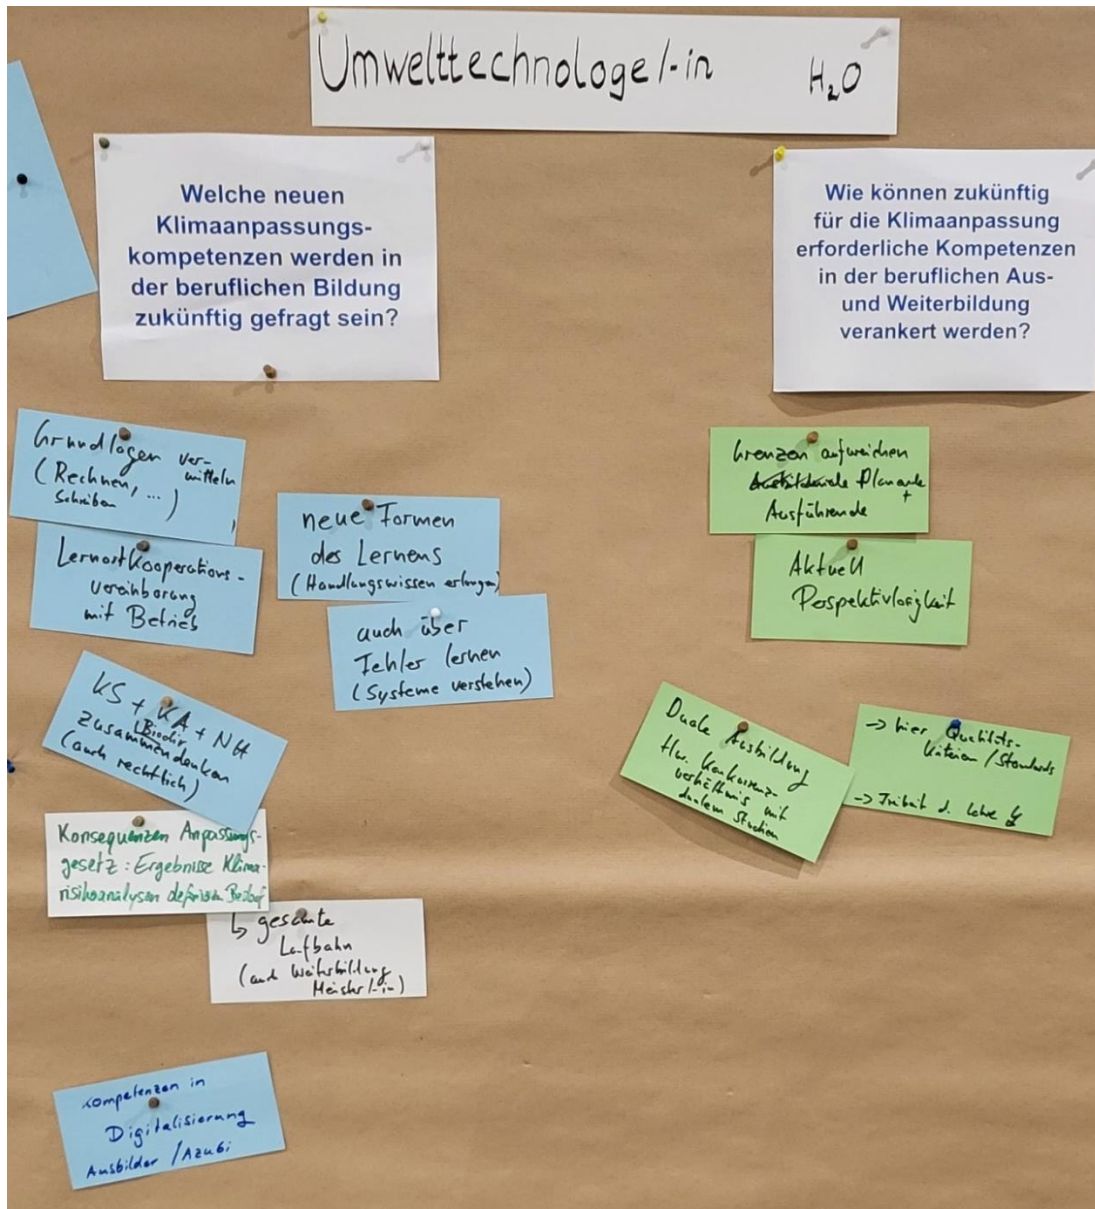 Umwelttechnologe/-in H₂O
Welche neuen
Klimaanpassungs-
kompetenzen werden in
der beruflichen Bildung
zukünftig gefragt sein?
Wie können zukünftig
für die Klimaanpassung
erforderliche Kompetenzen
in der beruflichen Aus-
und Weiterbildung
verankert werden?
Grundlagen ver-
mitteln
(Rechnen, ...
Schreiben )
Lernortkooperations-
vereinbarung
mit Betrieb
neue Formen
des Lernens
(Handlungswissen erlangen)
auch über
Fehler lernen
(Systeme verstehen)
KS + KA + NH
(Biodiv.
zusammendenken
(auch rechtlich)
Konsequenzen Anpassungs-
gesetz: Ergebnisse Klima-
risikoanalysen definieren Bedarf
↳ gesamte
Laufbahn
(auch Weiterbildung
Meister/-in)
Kompetenzen in
Digitalisierung
Ausbilder / Azubi
Grenzen aufweichen
Planende
+
Ausführende
Aktuell
Perspektivlosigkeit
Duale Ausbildung
Hw. Konkurrenz-
verhältnis mit
dualem Studien
→ hier Qualitäts-
kriterien / Standards
→ Freiheit d. Lehre